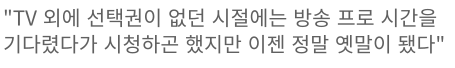 "TV 외에 선택권이 없던 시절에는 방송 프로 시간을
기다렸다가 시청하곤 했지만 이젠 정말 옛말이 됐다"